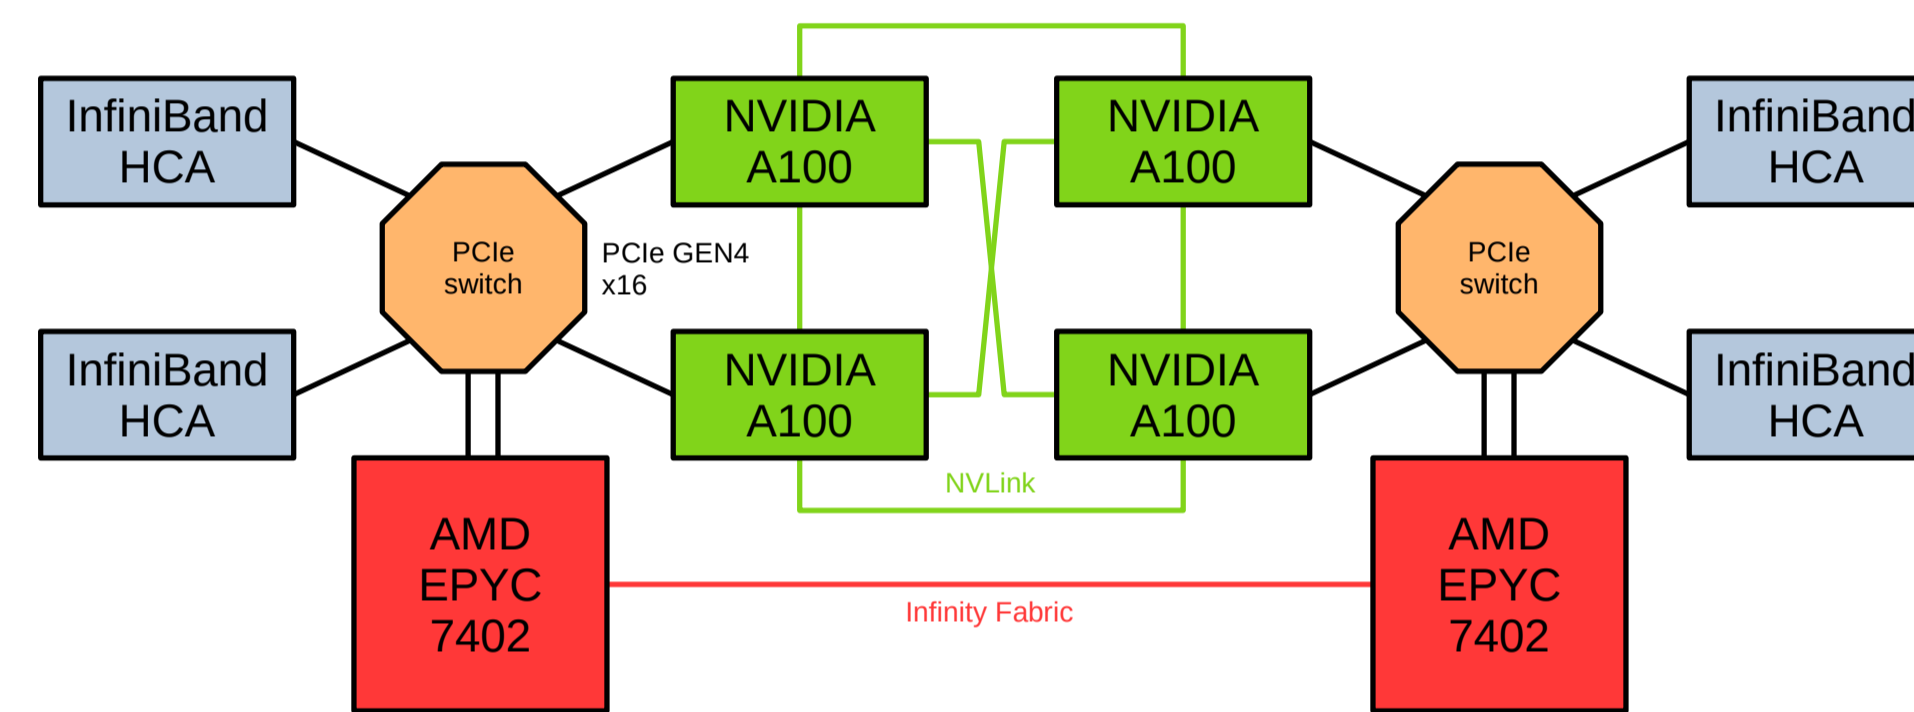 InfiniBand
HCA
NVIDIA
A100
NVIDIA
A100
InfiniBand
HCA
PCIe
switch
PCIe GEN4
x16
PCIe
switch
InfiniBand
HCA
NVIDIA
A100
NVIDIA
A100
InfiniBand
HCA
NVLink
AMD
EPYC
7402
Infinity Fabric
AMD
EPYC
7402